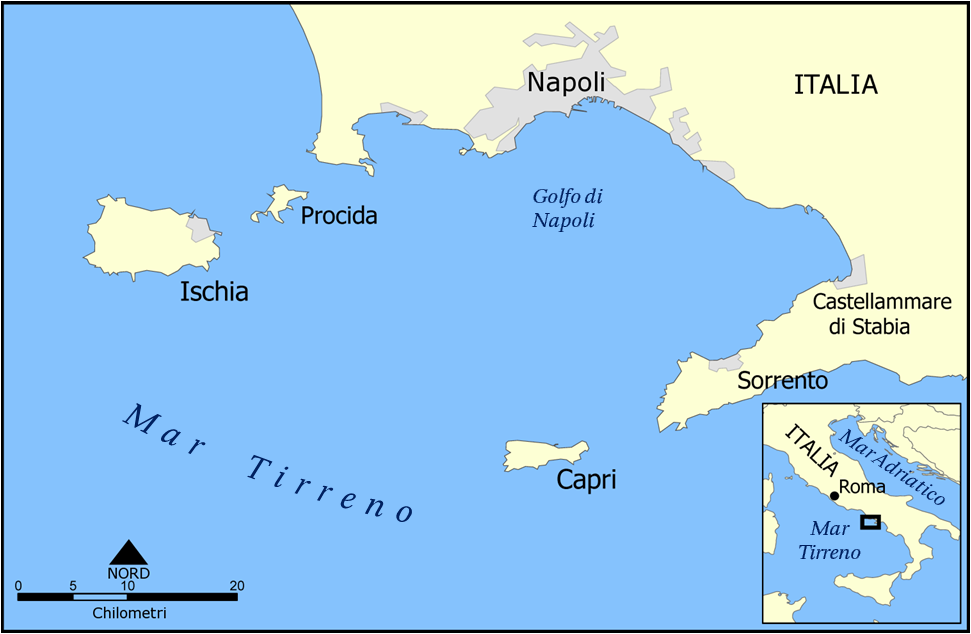 Napoli
ITALIA
Golfo di
Napoli
Procida
Ischia
Castellammare
di Stabia
Sorrento
Capri
Mar Tirreno
NORD
0 5 10 20
Chilometri
ITALIA
Mar Adriatico
Roma
Mar
Tirreno